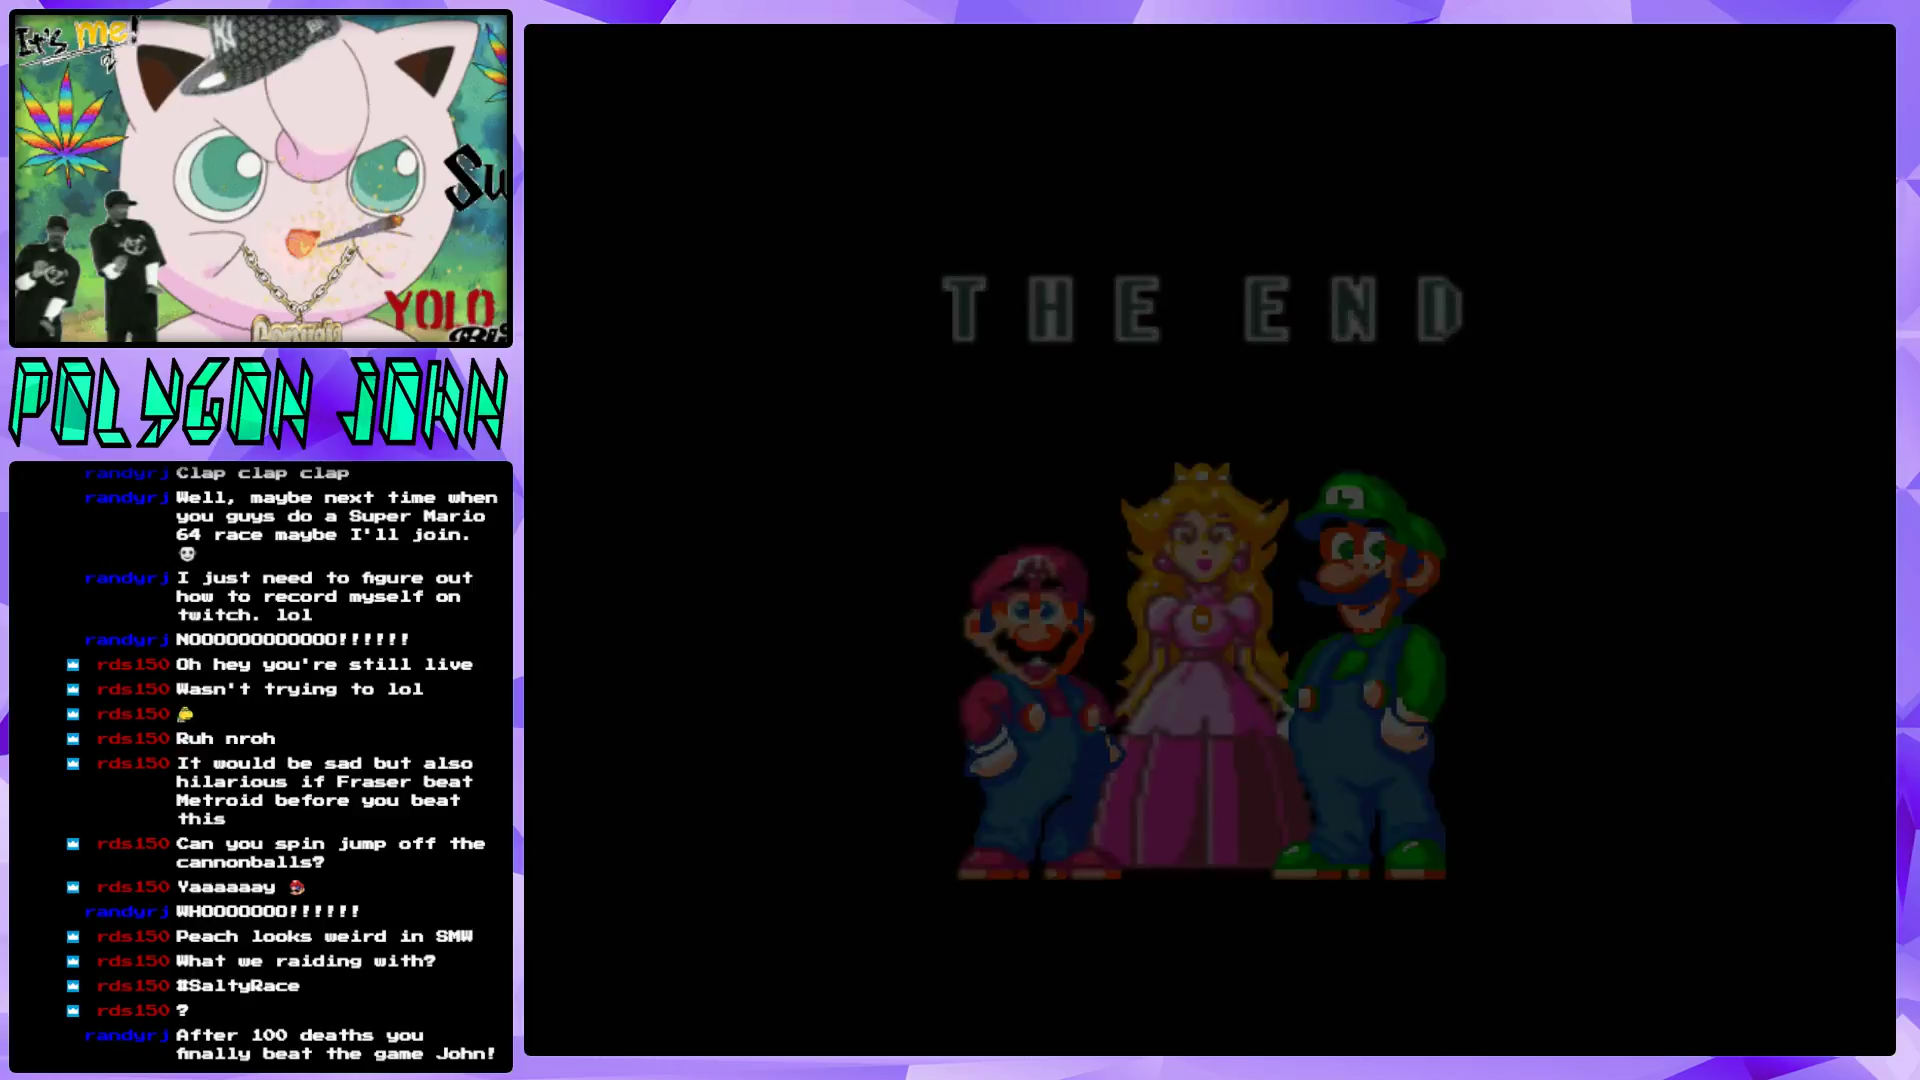 It's me!
Su
YOLO
POLYGON JOHN
THE END
randyrj Clap clap clap
randyrj Well, maybe next time when
you guys do a Super Mario
64 race maybe I'll join.
randyrj I just need to figure out
how to record myself on
twitch. lol
randyrj NOOOOOOOOOOOO!!!!!!
rds150 Oh hey you're still live
rds150 Wasn't trying to lol
rds150
rds150 Ruh nroh
rds150 It would be sad but also
hilarious if Fraser beat
Metroid before you beat
this
rds150 Can you spin jump off the
cannonballs?
rds150 Yaaaaaay
randyrj WHOOOOOOO!!!!!!
rds150 Peach looks weird in SMW
rds150 What we raiding with?
rds150 #SaltyRace
rds150 ?
randyrj After 100 deaths you
finally beat the game John!